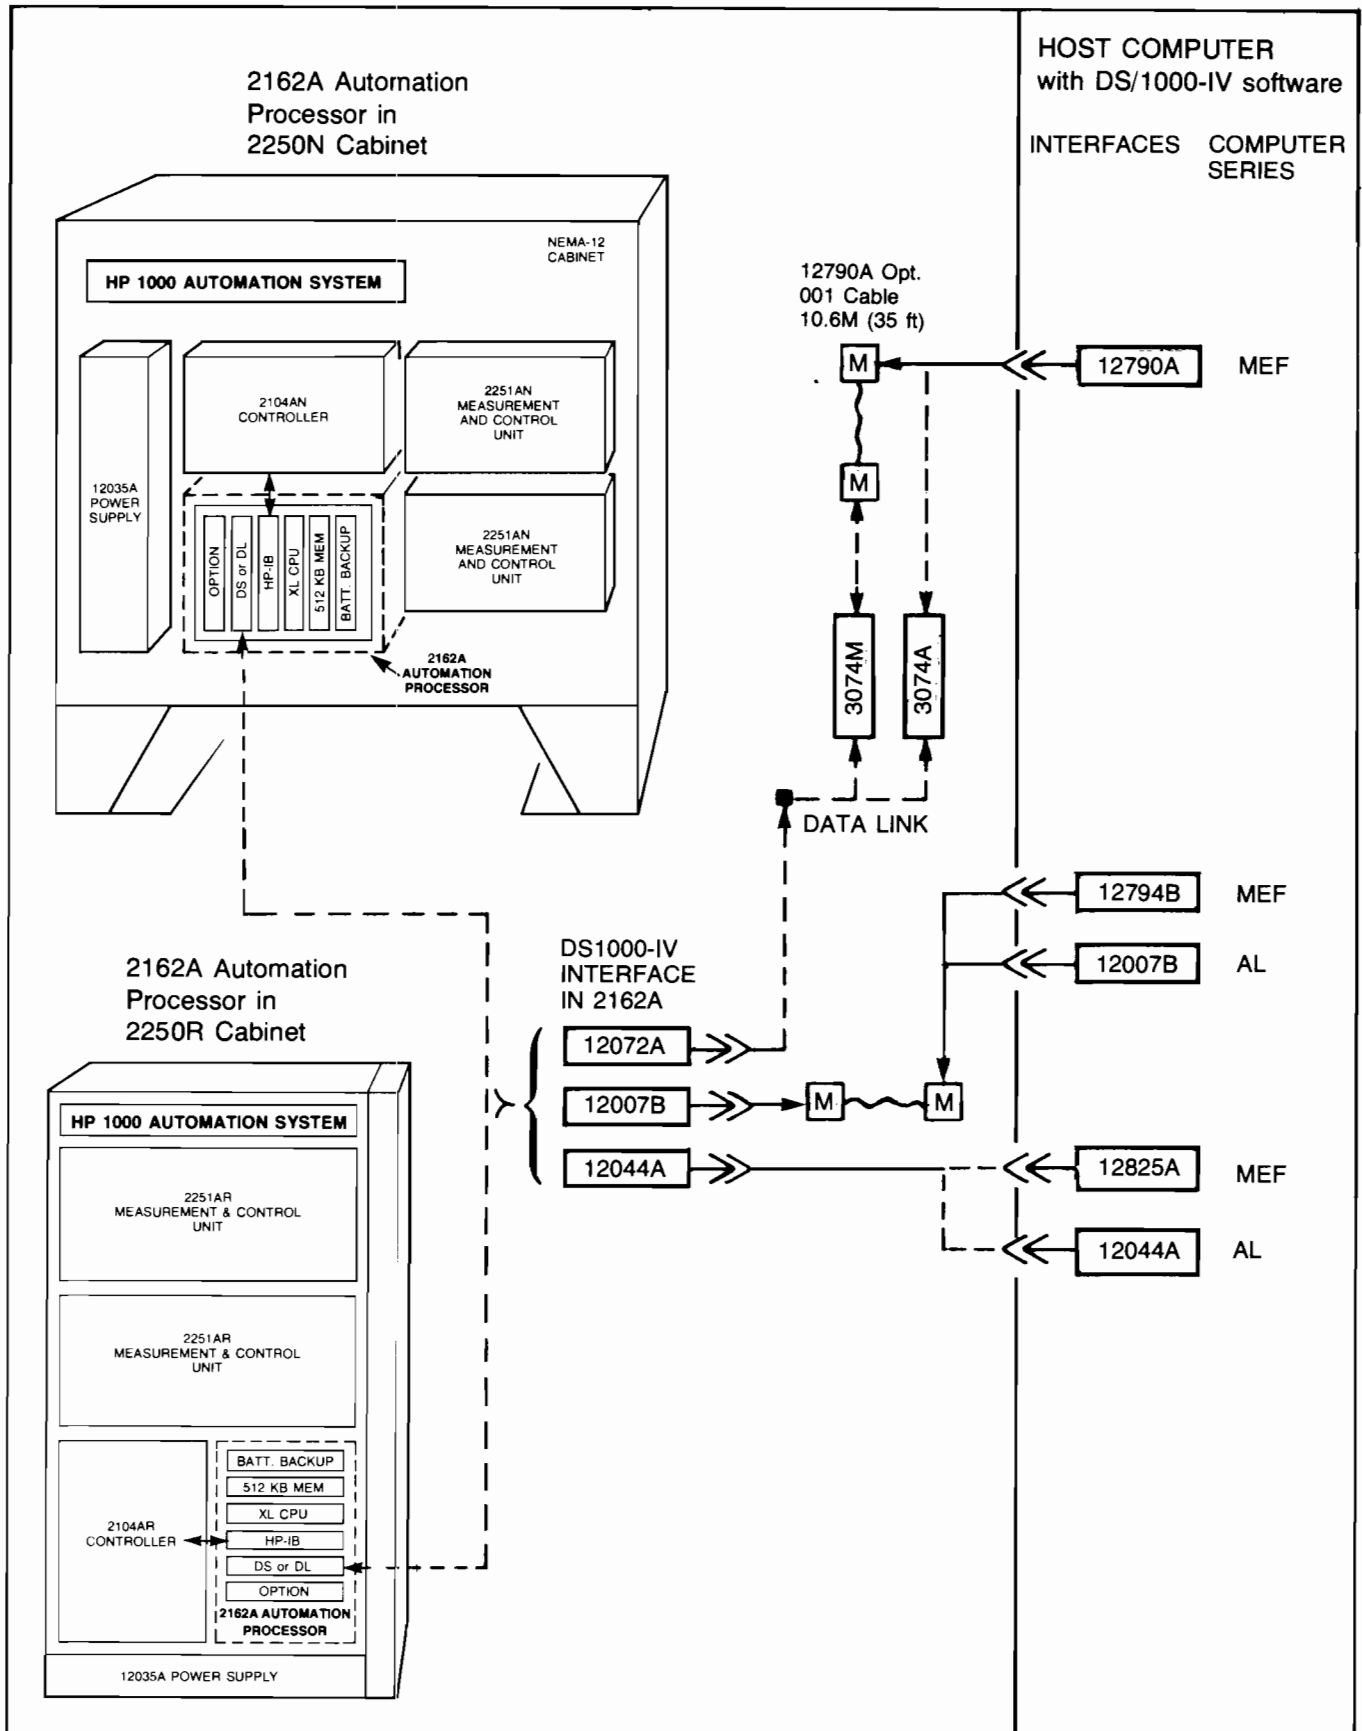 2162A Automation
Processor in
2250N Cabinet
NEMA-12
CABINET
HP 1000 AUTOMATION SYSTEM
12035A
POWER
SUPPLY
2104AN
CONTROLLER
2251AN
MEASUREMENT
AND CONTROL
UNIT
OPTION
DS or DL
HP-IB
XL CPU
512 KB MEM
BATT. BACKUP
2251AN
MEASUREMENT
AND CONTROL
UNIT
2162A
AUTOMATION
PROCESSOR
HOST COMPUTER
with DS/1000-IV software
INTERFACES
COMPUTER
SERIES
12790A Opt.
001 Cable
10.6M (35 ft)
M
12790A
MEF
M
3074M
3074A
DATA LINK
12794B
MEF
12007B
AL
DS1000-IV
INTERFACE
IN 2162A
12072A
12007B
M
M
12044A
12825A
MEF
12044A
AL
2162A Automation
Processor in
2250R Cabinet
HP 1000 AUTOMATION SYSTEM
2251AR
MEASUREMENT & CONTROL
UNIT
2251AR
MEASUREMENT & CONTROL
UNIT
2104AR
CONTROLLER
BATT. BACKUP
512 KB MEM
XL CPU
HP-IB
DS or DL
OPTION
2162A AUTOMATION
PROCESSOR
12035A POWER SUPPLY